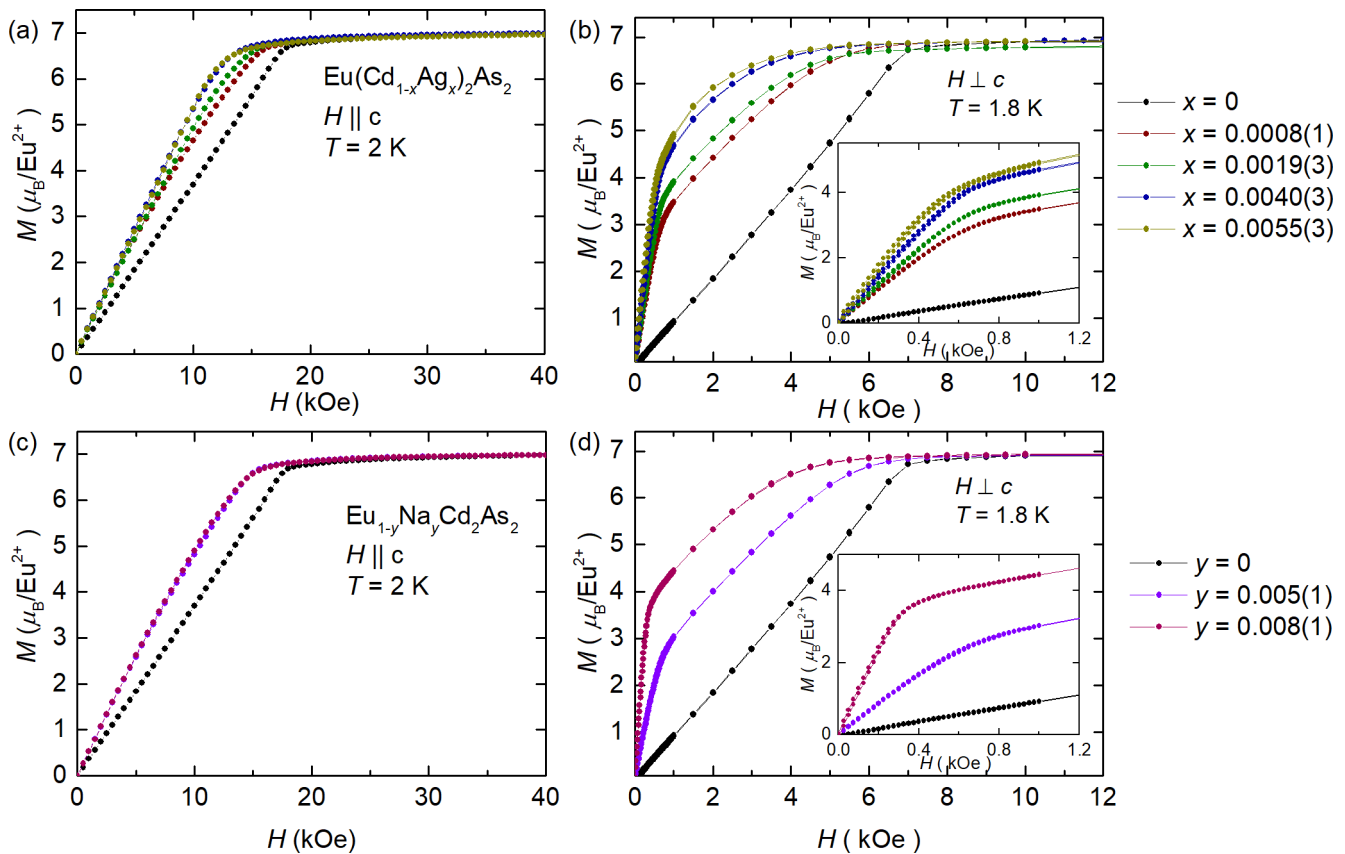 (a)
7
6
5
4
3
2
1
0
M (μB/Eu2+)
Eu(Cd1-xAgx)2As2
H || c
T = 2 K
0 10 20 30 40
H (kOe)
(b)
7
6
5
4
3
2
1
M ( μB/Eu2+)
H ⊥ c
T = 1.8 K
4
2
0
M ( μB/Eu2+)
0.0 0.4 0.8 1.2
H ( kOe)
0 2 4 6 8 10 12
H ( kOe )
x = 0
x = 0.0008(1)
x = 0.0019(3)
x = 0.0040(3)
x = 0.0055(3)
(c)
7
6
5
4
3
2
1
0
M (μB/Eu2+)
Eu1-yNayCd2As2
H || c
T = 2 K
0 10 20 30 40
H (kOe)
(d)
7
6
5
4
3
2
1
M ( μB/Eu2+)
H ⊥ c
T = 1.8 K
4
2
0
M ( μB/Eu2+)
0.0 0.4 0.8 1.2
H ( kOe)
0 2 4 6 8 10 12
H ( kOe )
y = 0
y = 0.005(1)
y = 0.008(1)